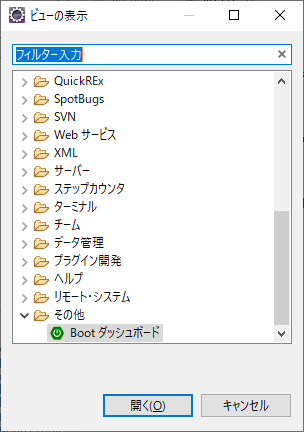 ビューの表示
フィルター入力
QuickREx
SpotBugs
SVN
Web サービス
XML
サーバー
ステップカウンタ
ターミナル
チーム
データ管理
プラグイン開発
ヘルプ
リモート・システム
その他
Boot ダッシュボード
開く(O)
キャンセル